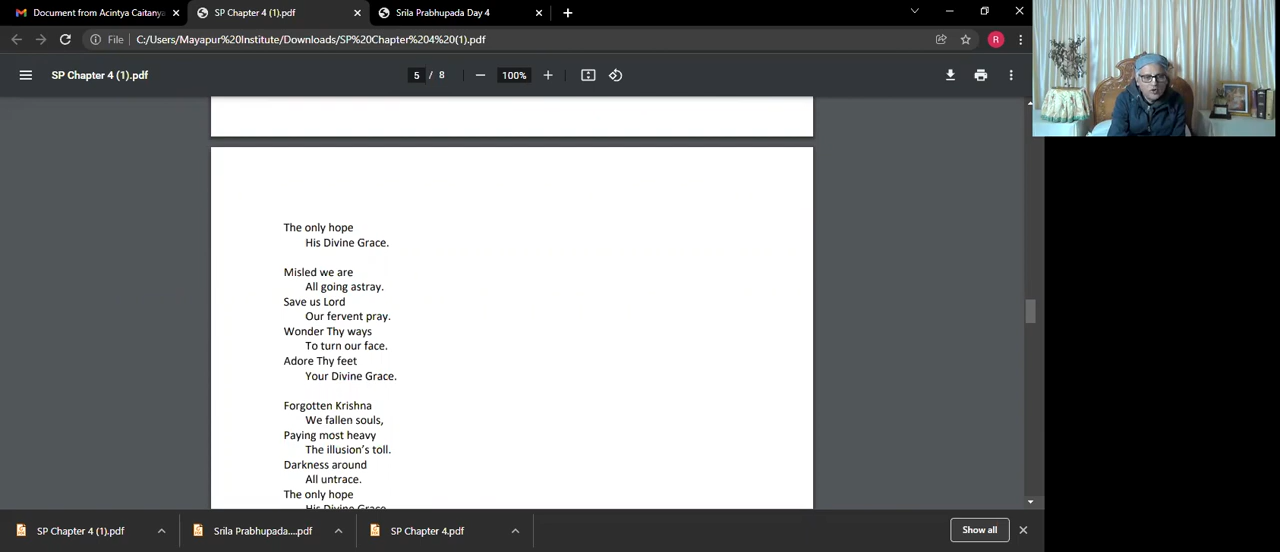 Document from Acintya Caitanya
SP Chapter 4 (1).pdf
Srila Prabhupada Day 4
File
C:/Users/Mayapur%20Institute/Downloads/SP%20Chapter%204%20(1).pdf
R
SP Chapter 4 (1).pdf
5 / 8
100%
The only hope
His Divine Grace.
Misled we are
All going astray.
Save us Lord
Our fervent pray.
Wonder Thy ways
To turn our face.
Adore Thy feet
Your Divine Grace.
Forgotten Krishna
We fallen souls,
Paying most heavy
The illusion's toll.
Darkness around
All untrace.
The only hope
His Divine Grace
SP Chapter 4 (1).pdf
Srila Prabhupada....pdf
SP Chapter 4.pdf
Show all